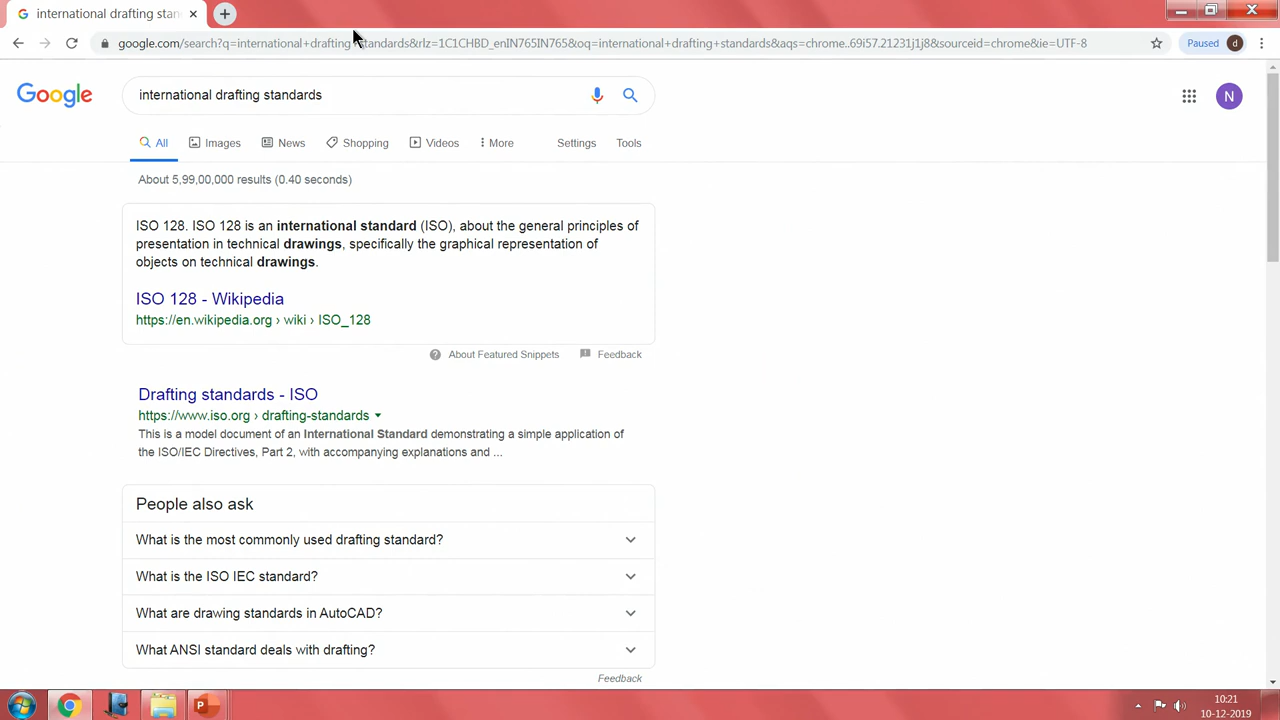 international drafting stan
google.com/search?q=international+drafting+standards&rlz=1C1CHBD_enIN765IN765&oq=international+drafting+standards&aqs=chrome..69i57.21231j1j8&sourceid=chrome&ie=UTF-8
Paused
d
Google
international drafting standards
N
All
Images
News
Shopping
Videos
More
Settings
Tools
About 5,99,00,000 results (0.40 seconds)
ISO 128. ISO 128 is an international standard (ISO), about the general principles of
presentation in technical drawings, specifically the graphical representation of
objects on technical drawings.
ISO 128 - Wikipedia
https://en.wikipedia.org › wiki › ISO_128
About Featured Snippets
Feedback
Drafting standards - ISO
https://www.iso.org › drafting-standards
This is a model document of an International Standard demonstrating a simple application of
the ISO/IEC Directives, Part 2, with accompanying explanations and ...
People also ask
What is the most commonly used drafting standard?
What is the ISO IEC standard?
What are drawing standards in AutoCAD?
What ANSI standard deals with drafting?
Feedback
10:21
10-12-2019